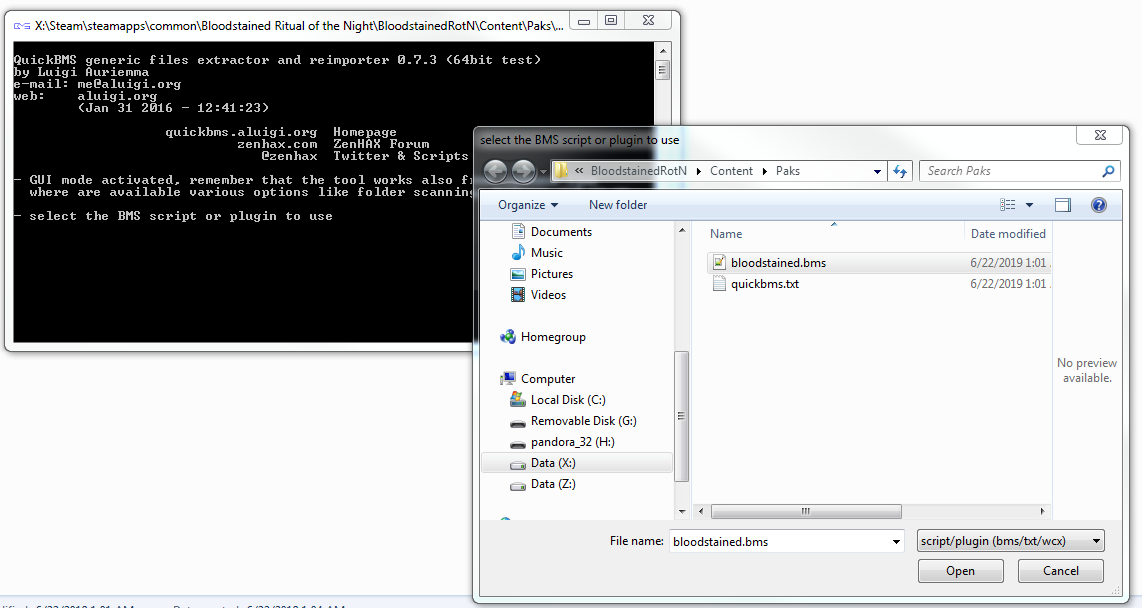 X:\Steam\steamapps\common\Bloodstained Ritual of the Night\BloodstainedRotN\Content\Paks\...
QuickBMS generic files extractor and reimporter 0.7.3 (64bit test)
by Luigi Auriemma
e-mail: me@aluigi.org
web: aluigi.org
(Jan 31 2016 - 12:41:23)
quickbms.aluigi.org Homepage
zenhax.com ZenHAX Forum
@zenhax Twitter & Scripts
- GUI mode activated, remember that the tool works also f
where are available various options like folder scanning
- select the BMS script or plugin to use
select the BMS script or plugin to use
« BloodstainedRotN Content Paks
Search Paks
Organize
New folder
Name
Date modified
Documents
Music
Pictures
Videos
Homegroup
Computer
Local Disk (C:)
Removable Disk (G:)
pandora_32 (H:)
Data (X:)
Data (Z:)
bloodstained.bms 6/22/2019 1:01
quickbms.txt 6/22/2019 1:01
No preview
available.
File name: bloodstained.bms
script/plugin (bms/txt/wcx)
Open
Cancel